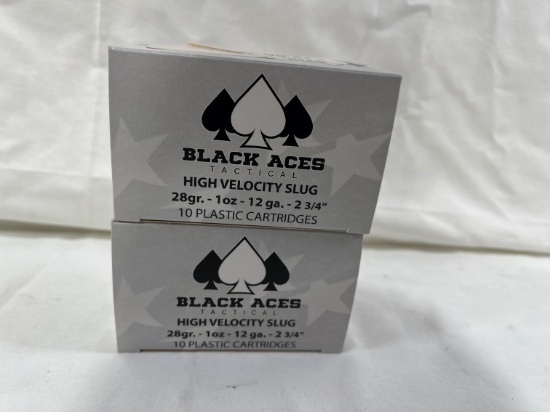 BLACK ACES
TACTICAL
HIGH VELOCITY SLUG
28gr. - 1oz - 12 ga. - 2 3/4"
10 PLASTIC CARTRIDGES
BLACK ACES
TACTICAL
HIGH VELOCITY SLUG
28gr. - 1oz - 12 ga. - 2 3/4"
10 PLASTIC CARTRIDGES